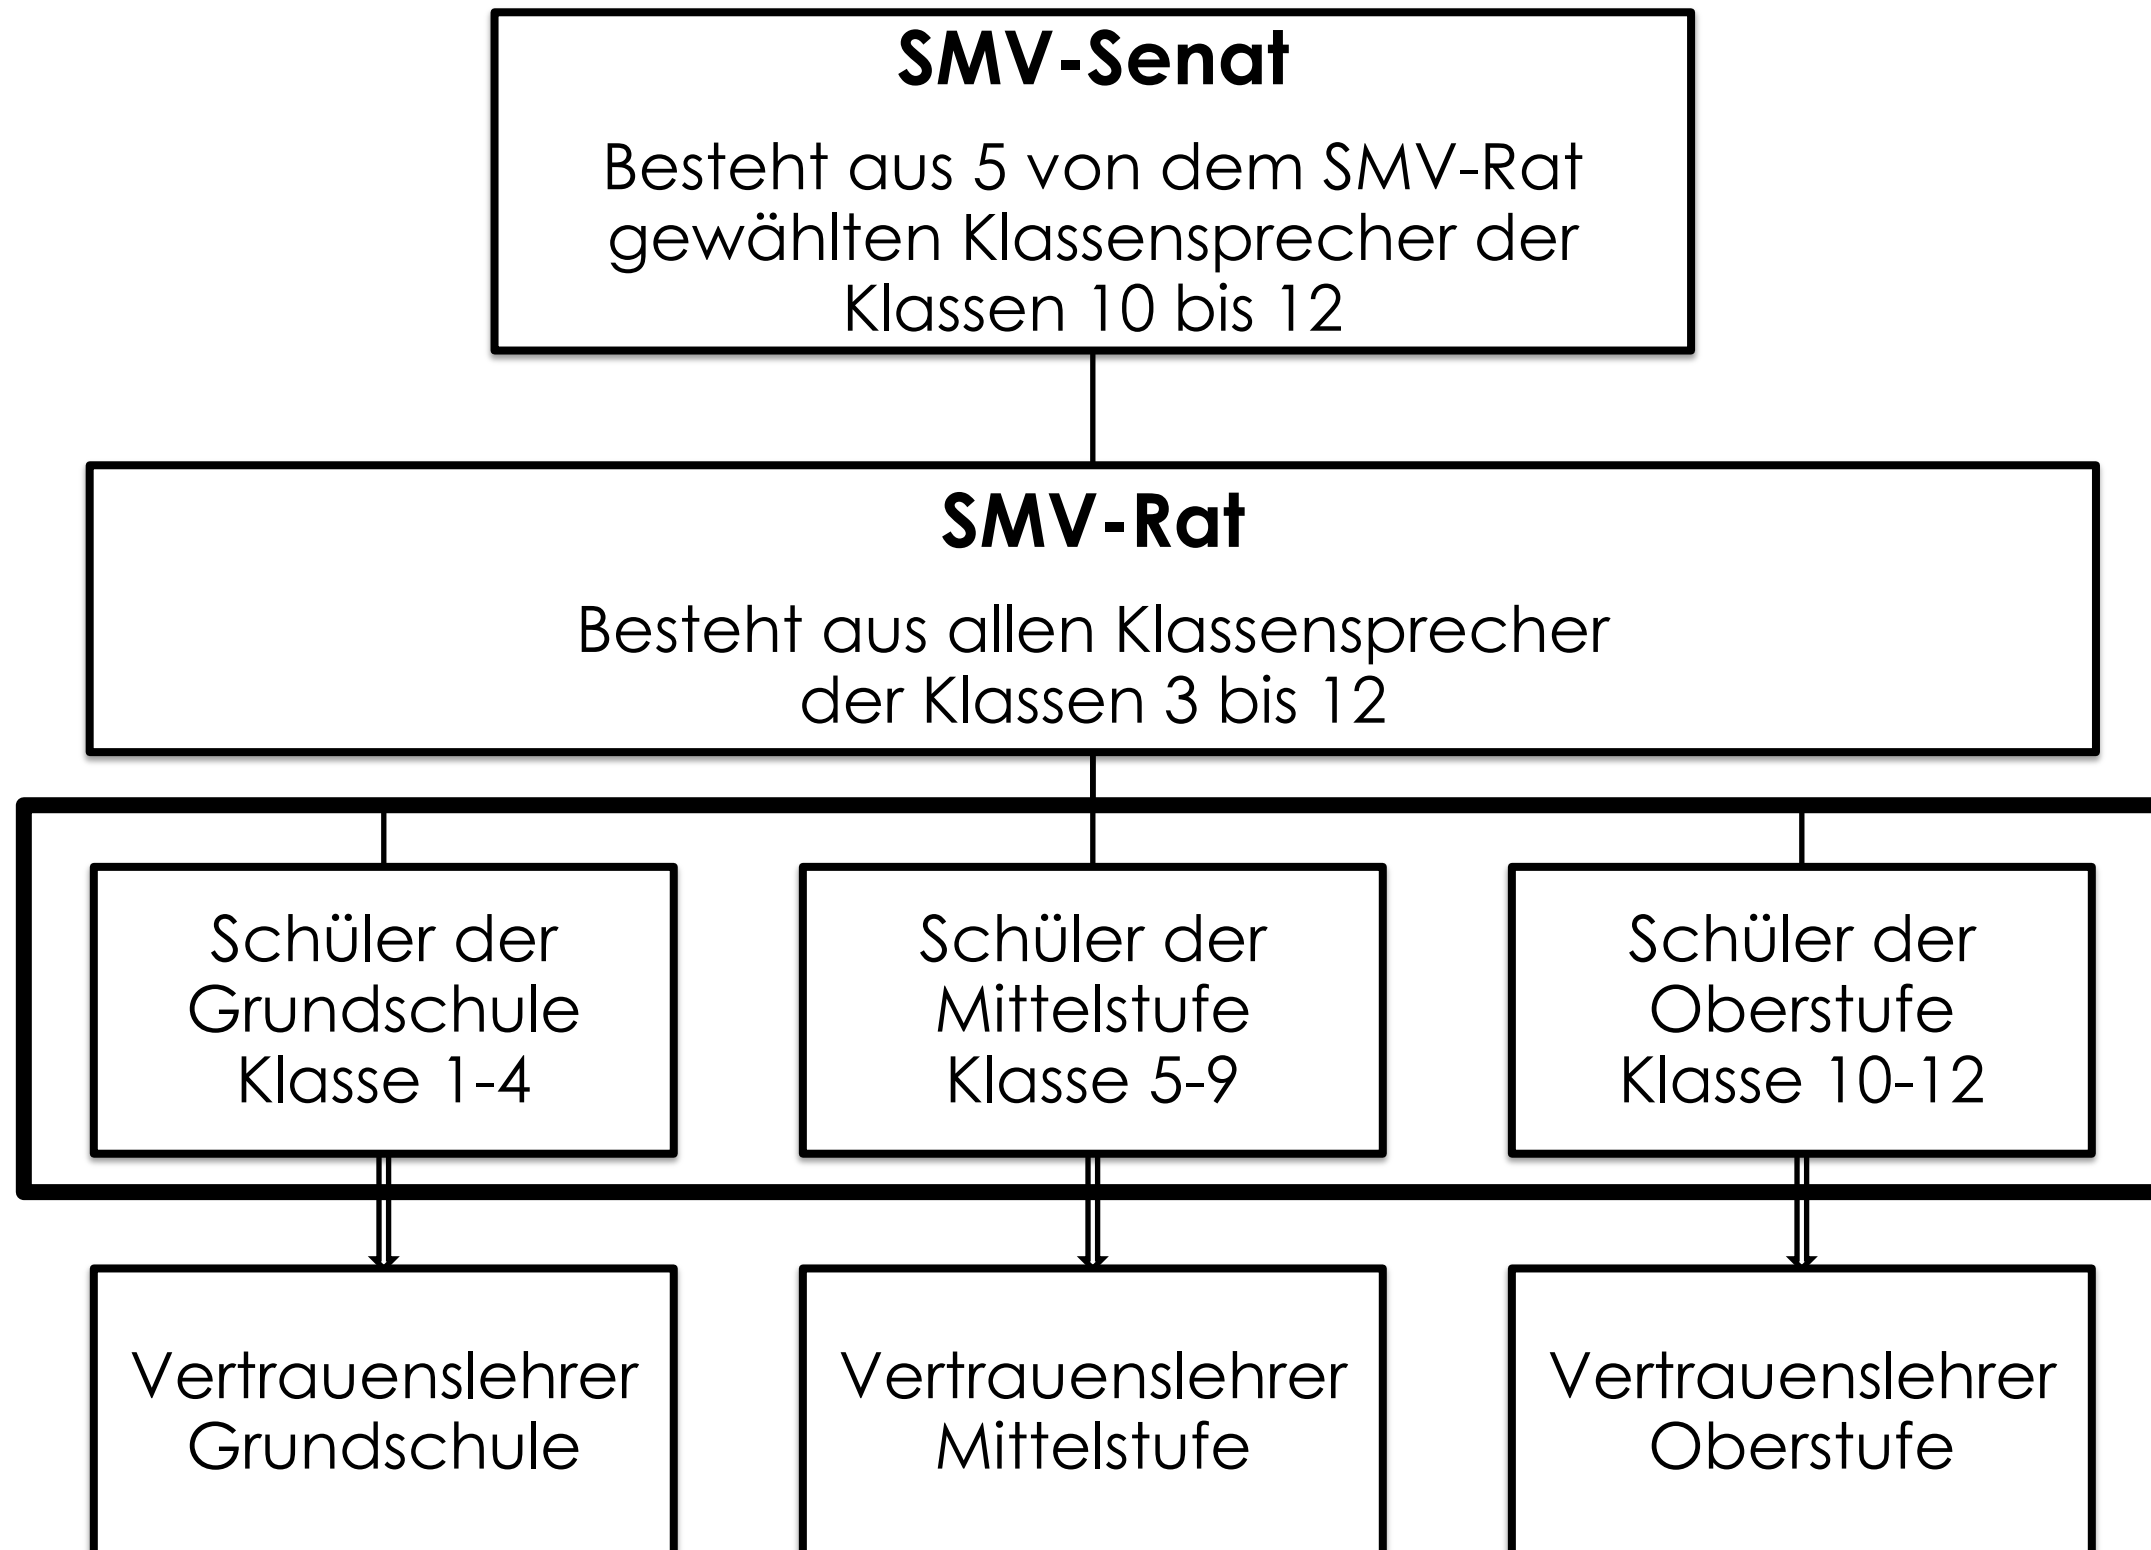 SMV-Senat
Besteht aus 5 von dem SMV-Rat
gewählten Klassensprecher der
Klassen 10 bis 12
SMV-Rat
Besteht aus allen Klassensprecher
der Klassen 3 bis 12
Schüler der
Grundschule
Klasse 1-4
Schüler der
Mittelstufe
Klasse 5-9
Schüler der
Oberstufe
Klasse 10-12
Vertrauenslehrer
Grundschule
Vertrauenslehrer
Mittelstufe
Vertrauenslehrer
Oberstufe